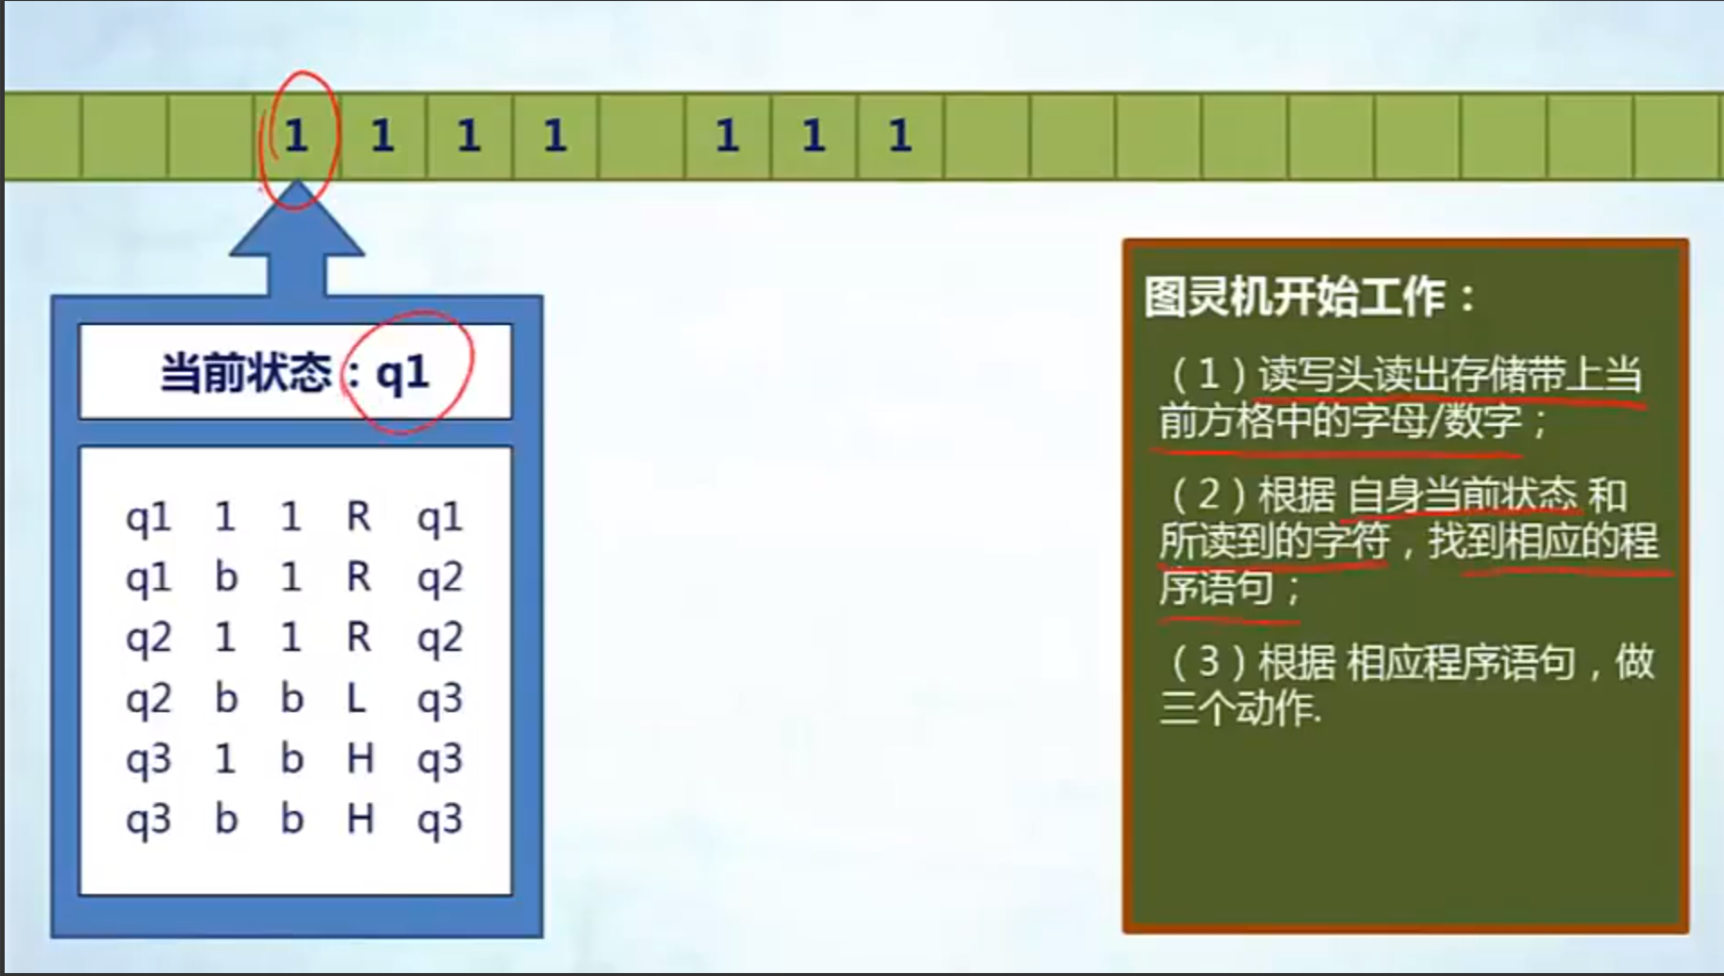 1 1 1 1 1 1 1
当前状态：q1
q1 1 1 R q1
q1 b 1 R q2
q2 1 1 R q2
q2 b b L q3
q3 1 b H q3
q3 b b H q3
图灵机开始工作：
（1）读写头读出存储带上当
前方格中的字母/数字；
（2）根据 自身当前状态 和
所读到的字符，找到相应的程
序语句；
（3）根据 相应程序语句，做
三个动作.